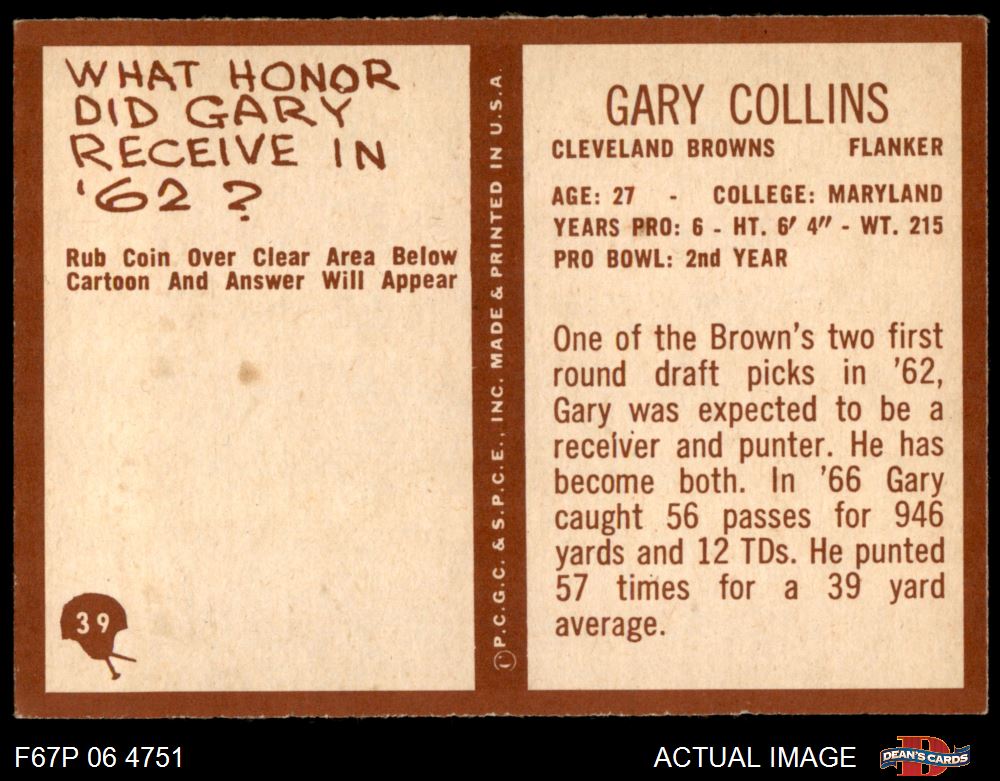 WHAT HONOR
DID GARY
RECEIVE IN
'62 ?
Rub Coin Over Clear Area Below
Cartoon And Answer Will Appear
39
©P.C.G.C. & S.P.C.E., INC. MADE & PRINTED IN U.S.A.
GARY COLLINS
CLEVELAND BROWNS FLANKER
AGE: 27 - COLLEGE: MARYLAND
YEARS PRO: 6 - HT. 6' 4" - WT. 215
PRO BOWL: 2nd YEAR
One of the Brown's two first
round draft picks in '62,
Gary was expected to be a
receiver and punter. He has
become both. In '66 Gary
caught 56 passes for 946
yards and 12 TDs. He punted
57 times for a 39 yard
average.
F67P 06 4751
ACTUAL IMAGE
DEAN'S CARDS